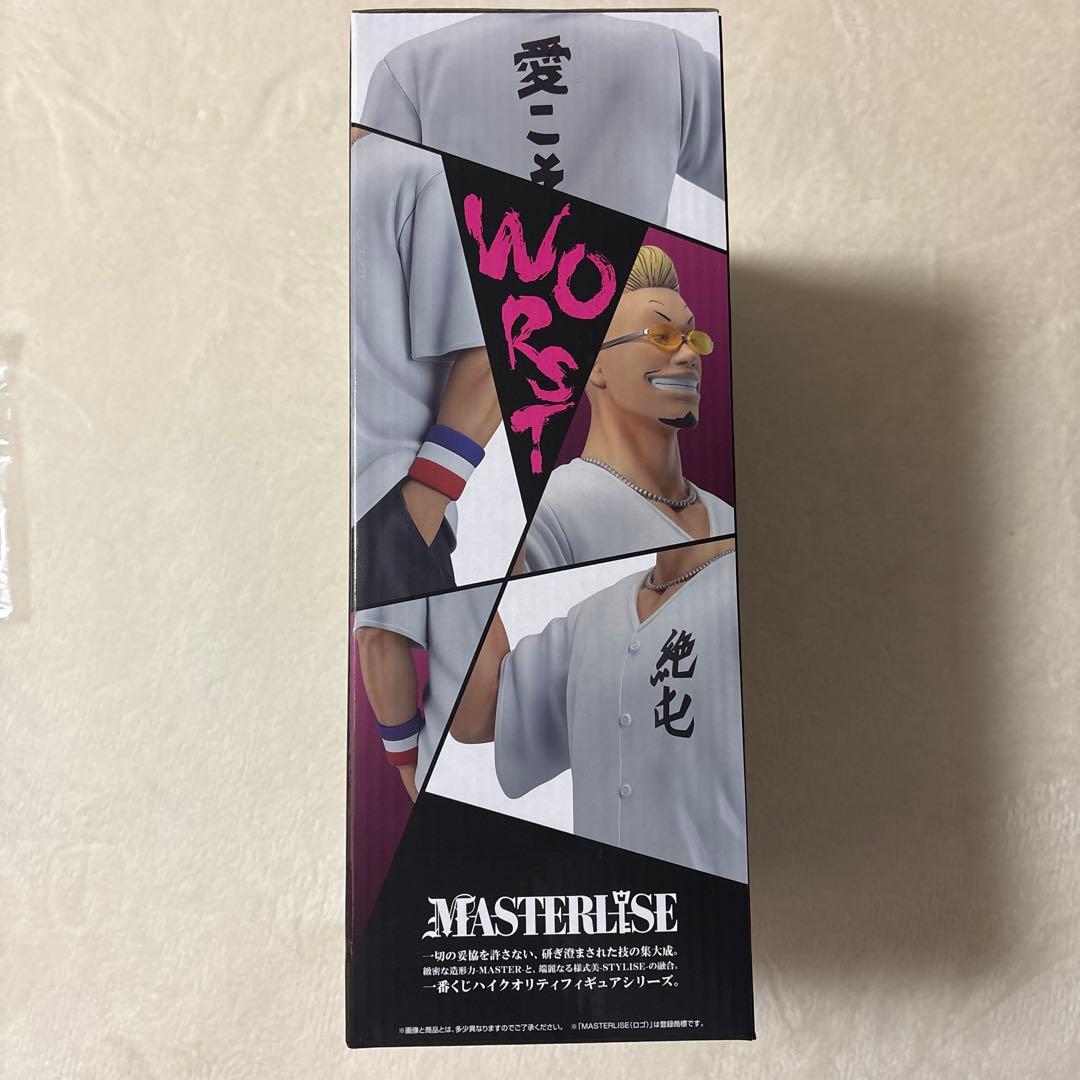 愛こそ
WORST
絶屯
MASTERLISE
一切の妥協を許さない、研ぎ澄まされた技の集大成。
緻密な造形力-MASTER-と、端麗なる様式美-STYLISE-の融合。
一番くじハイクオリティフィギュアシリーズ。
※画像と商品とは、多少異なりますのでご了承ください。 ※「MASTERLISE(ロゴ)」は登録商標です。